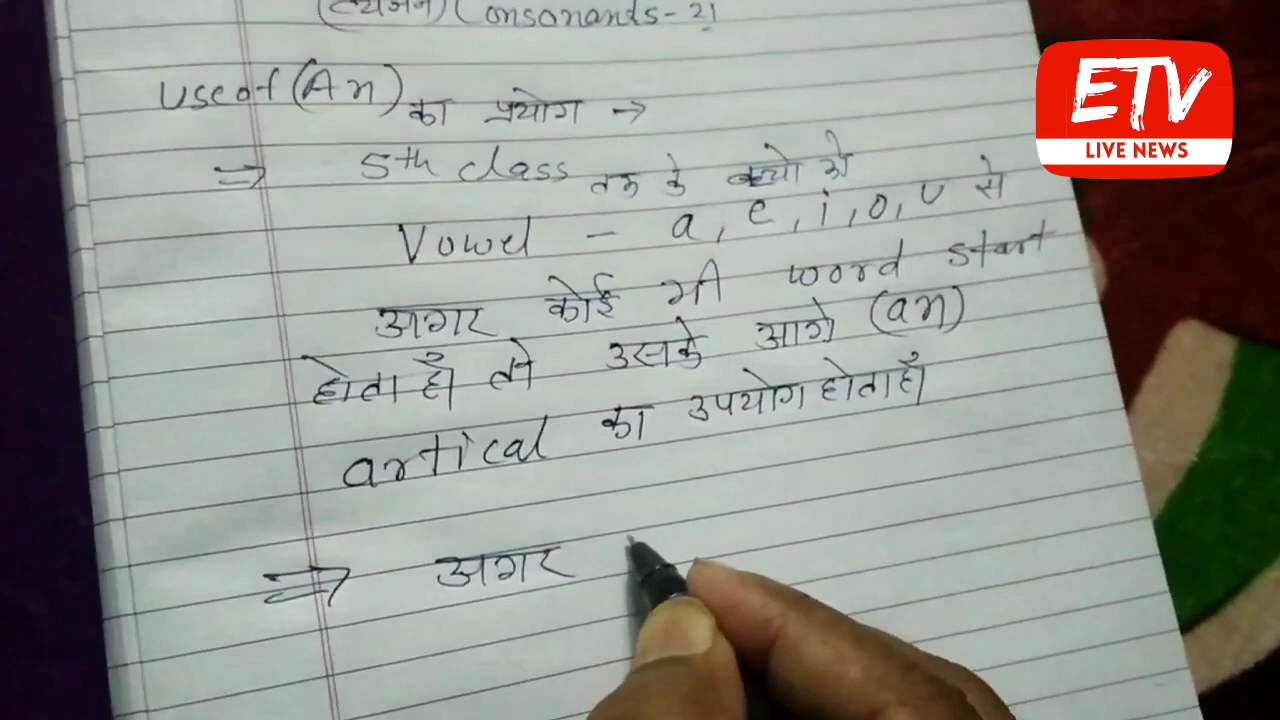 (व्यंजन) Consonands-21
Use of (An) का प्रयोग →
⇒ 5th class तक के बच्चो को
Vowel - a, e, i, o, u से
अगर कोई भी word start
होता हैं तो उसके आगे (an)
artical का उपयोग होता हैं
⇒ अगर
ETV
LIVE NEWS